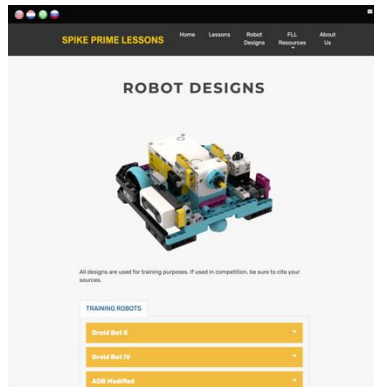 SPIKE PRIME LESSONS
Home
Lessons
Robot
Designs
FLL
Resources
About
Us
ROBOT DESIGNS
All designs are used for training purposes. If used in competition, be sure to cite your
sources.
TRAINING ROBOTS
Droid Bot E
Droid Bot IV
ADB Modified